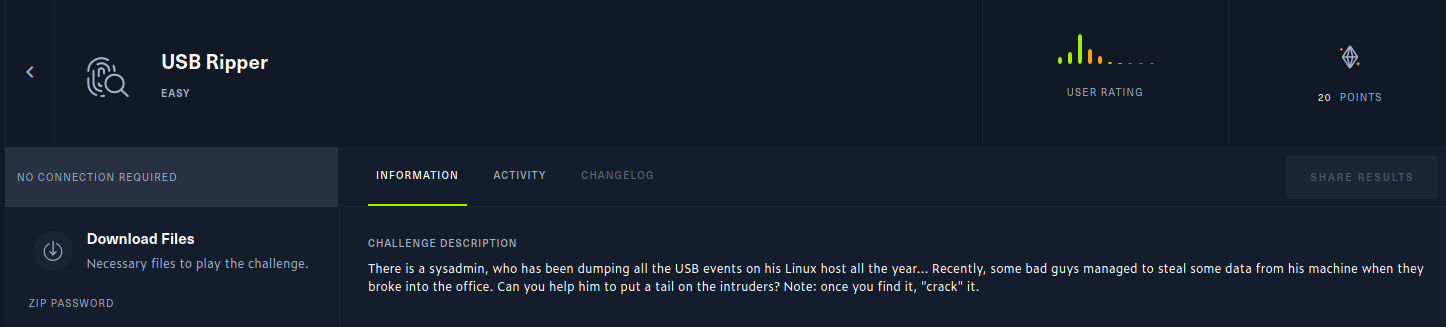 USB Ripper
EASY
USER RATING
20 POINTS
NO CONNECTION REQUIRED
INFORMATION ACTIVITY CHANGELOG
SHARE RESULTS
Download Files
Necessary files to play the challenge.
ZIP PASSWORD
CHALLENGE DESCRIPTION
There is a sysadmin, who has been dumping all the USB events on his Linux host all the year... Recently, some bad guys managed to steal some data from his machine when they
broke into the office. Can you help him to put a tail on the intruders? Note: once you find it, "crack" it.